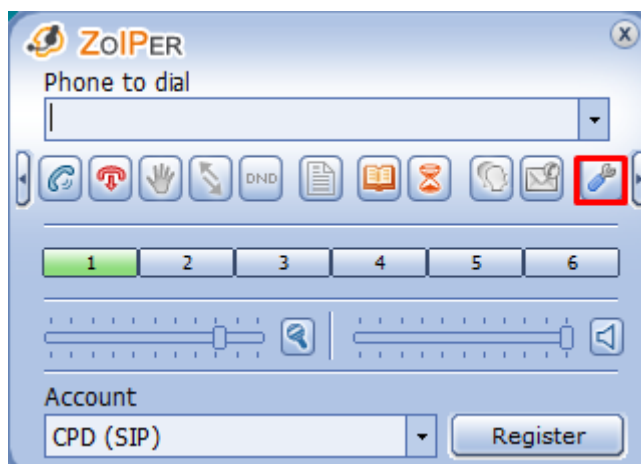 ZOIPER
Phone to dial
DND
1 2 3 4 5 6
Account
CPD (SIP)
Register